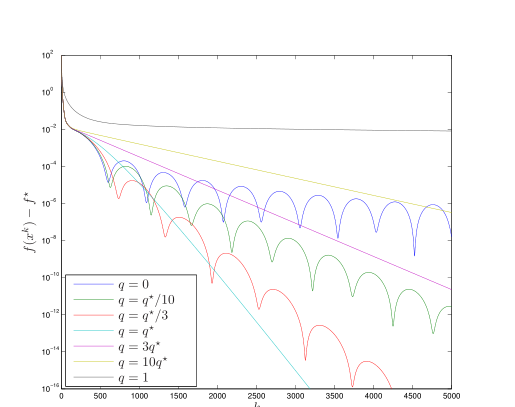 10^2
10^0
10^-2
10^-4
10^-6
10^-8
10^-10
10^-12
10^-14
10^-16
f(x^k) − f^⋆
q = 0
q = q^⋆/10
q = q^⋆/3
q = q^⋆
q = 3q^⋆
q = 10q^⋆
q = 1
0 500 1000 1500 2000 2500 3000 3500 4000 4500 5000